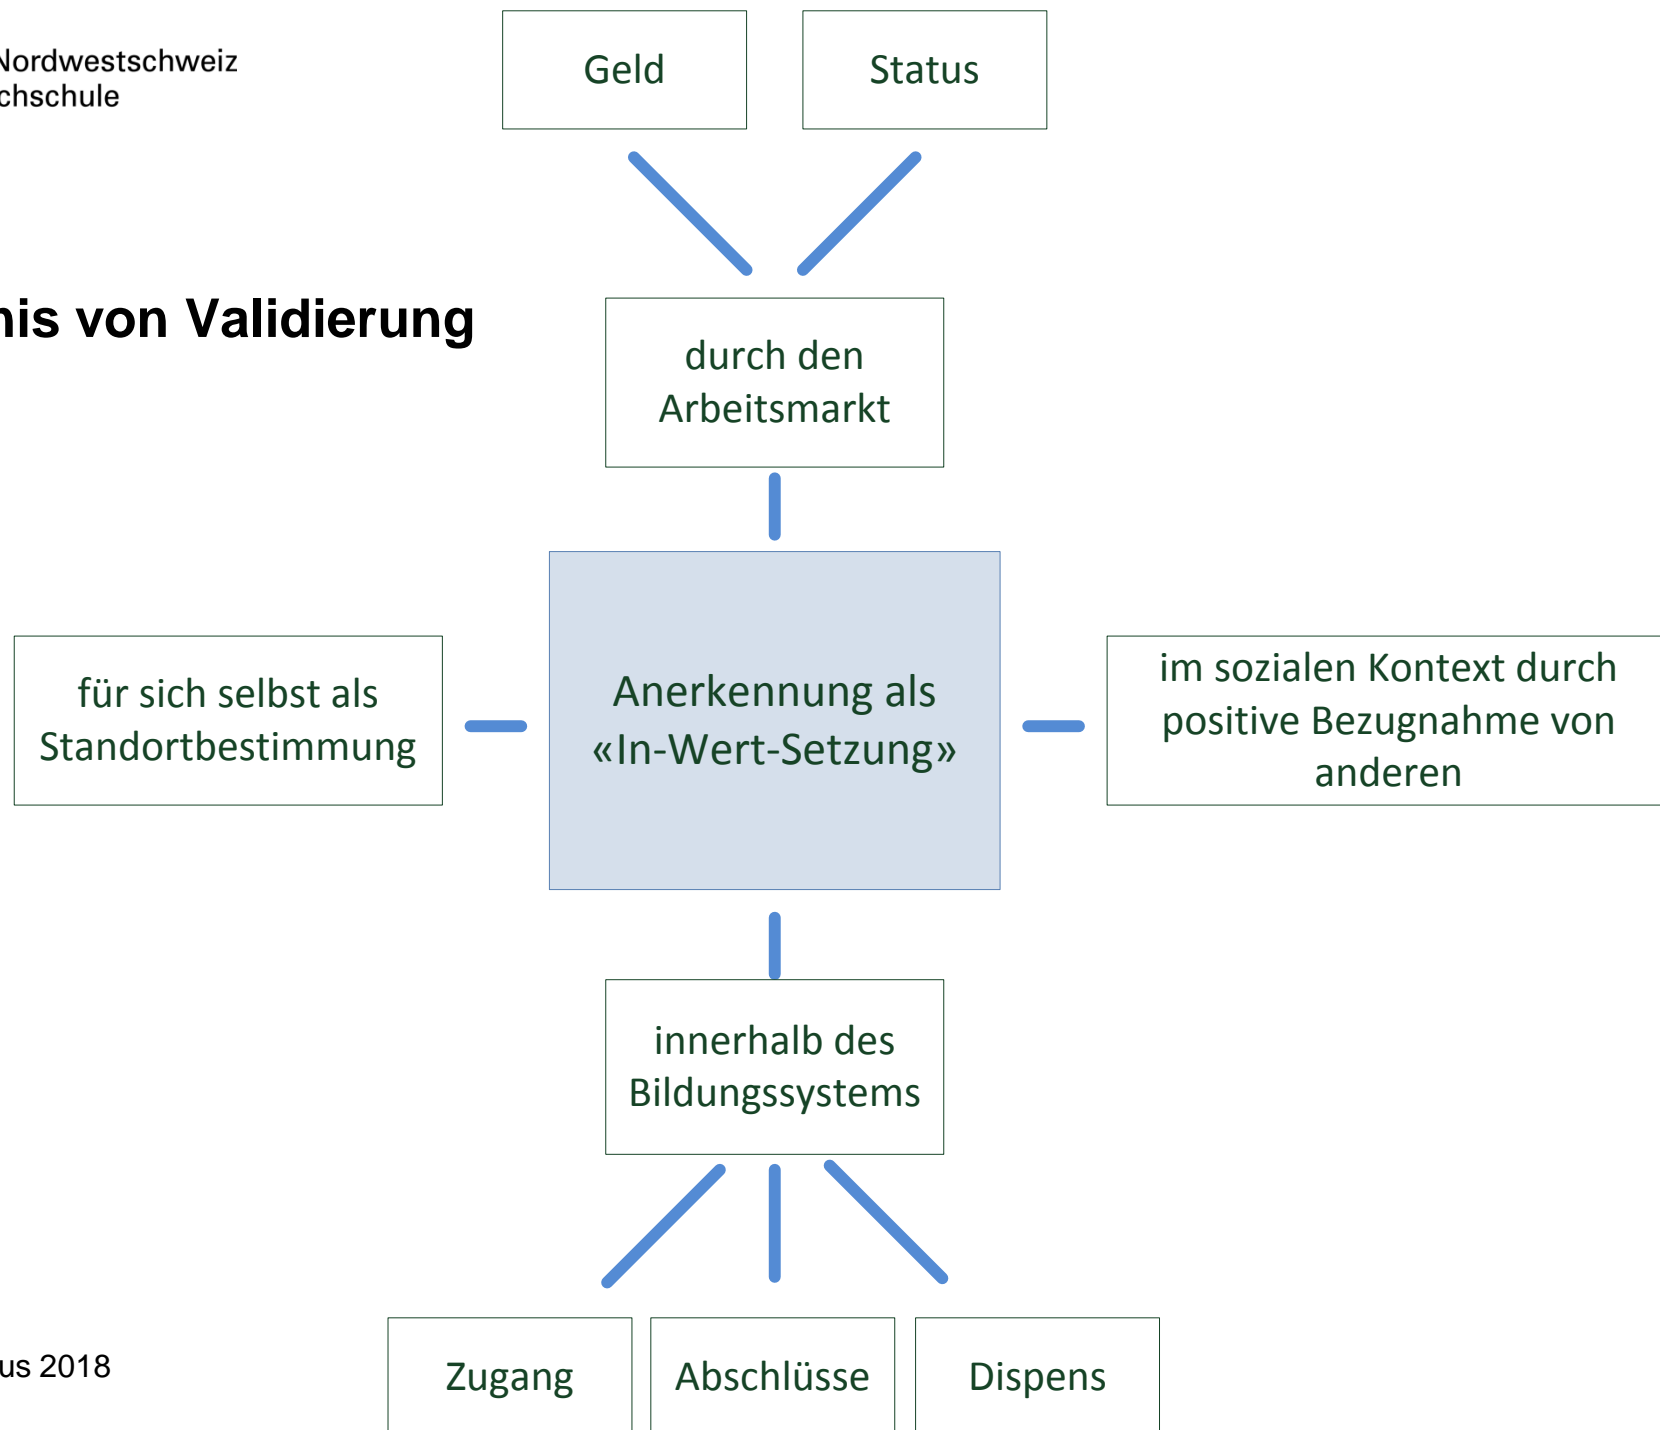 Nordwestschweiz
chschule
Geld
Status
nis von Validierung
durch den
Arbeitsmarkt
für sich selbst als
Standortbestimmung
Anerkennung als
«In-Wert-Setzung»
im sozialen Kontext durch
positive Bezugnahme von
anderen
innerhalb des
Bildungssystems
us 2018
Zugang
Abschlüsse
Dispens